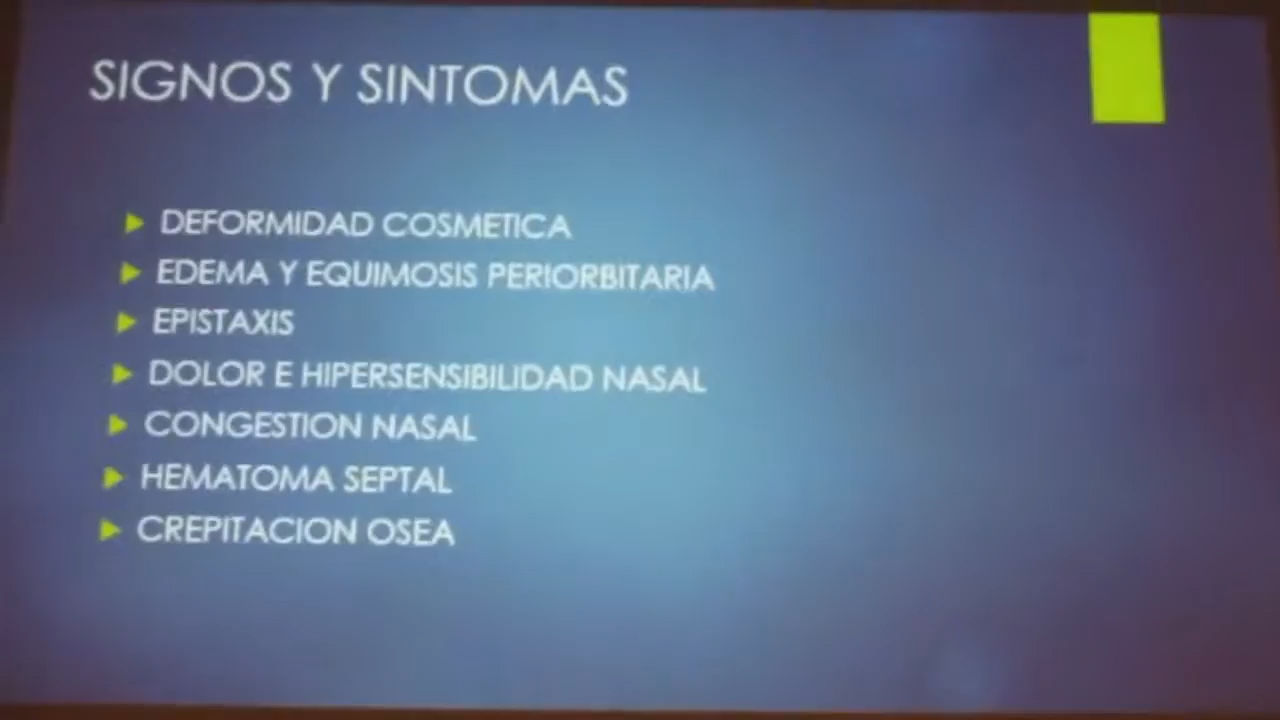 SIGNOS Y SINTOMAS
DEFORMIDAD COSMETICA
EDEMA Y EQUIMOSIS PERIORBITARIA
EPISTAXIS
DOLOR E HIPERSENSIBILIDAD NASAL
CONGESTION NASAL
HEMATOMA SEPTAL
CREPITACION OSEA